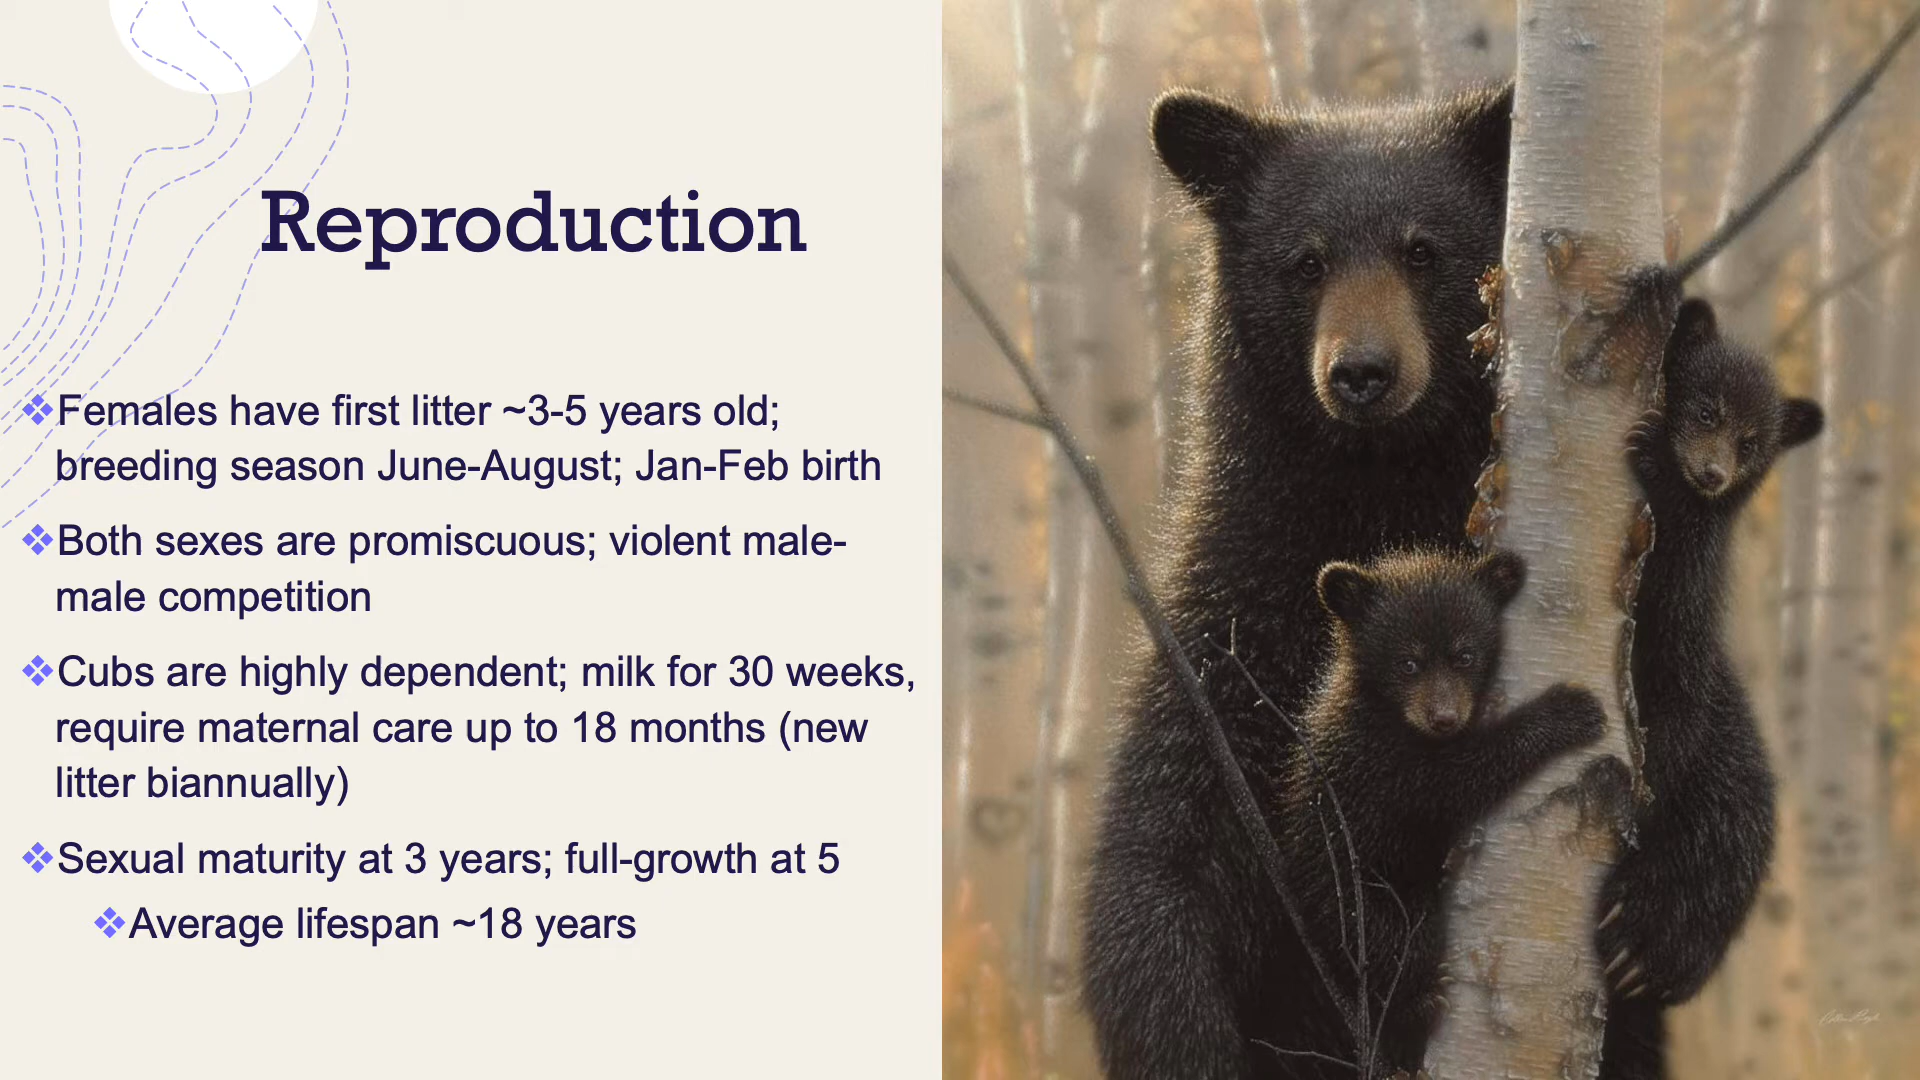 Reproduction
❖Females have first litter ~3-5 years old;
breeding season June-August; Jan-Feb birth
❖Both sexes are promiscuous; violent male-
male competition
❖Cubs are highly dependent; milk for 30 weeks,
require maternal care up to 18 months (new
litter biannually)
❖Sexual maturity at 3 years; full-growth at 5
❖Average lifespan ~18 years